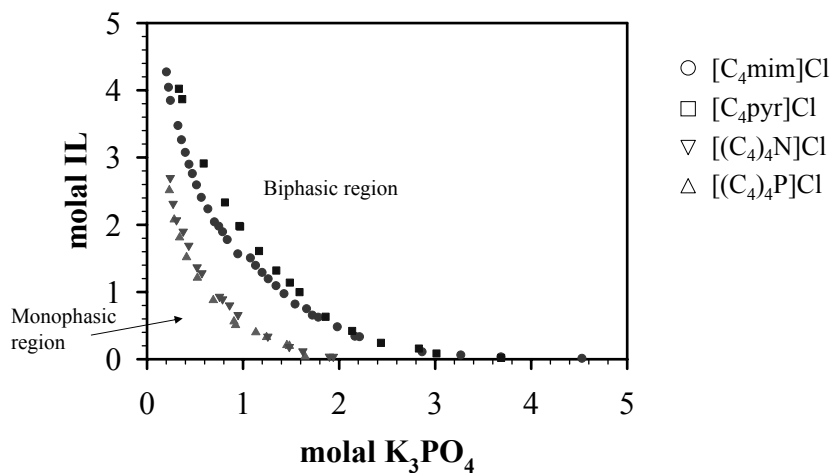 5
4
3
2
1
0
molal IL
Biphasic region
Monophasic
region
0 1 2 3 4 5
molal K₃PO₄
[C₄mim]Cl
[C₄pyr]Cl
[(C₄)₄N]Cl
[(C₄)₄P]Cl